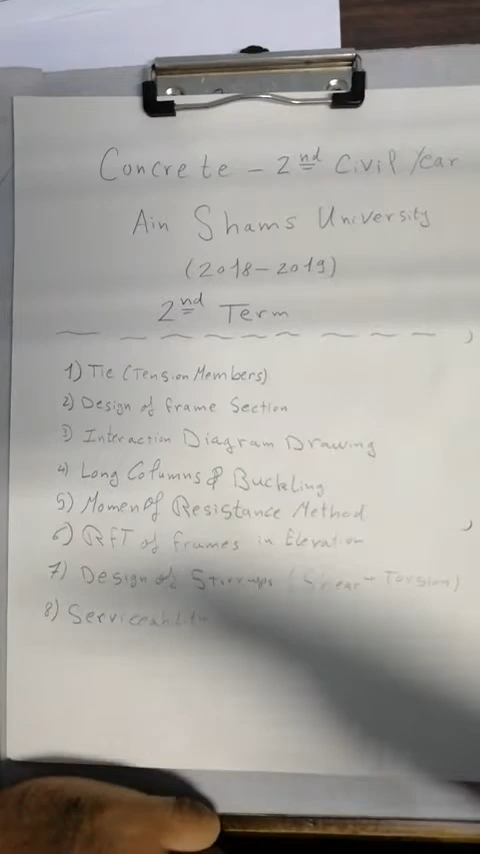 Concrete - 2nd Civil Year
Ain Shams University
(2018-2019)
2nd Term
1) Tie (Tension Members)
2) Design of frame Section
3) Interaction Diagram Drawing
4) Long Columns & Buckling
5) Moment of Resistance Method
6) RFT of frames in Elevation
7) Design of Stirrups (Shear + Torsion)
8)